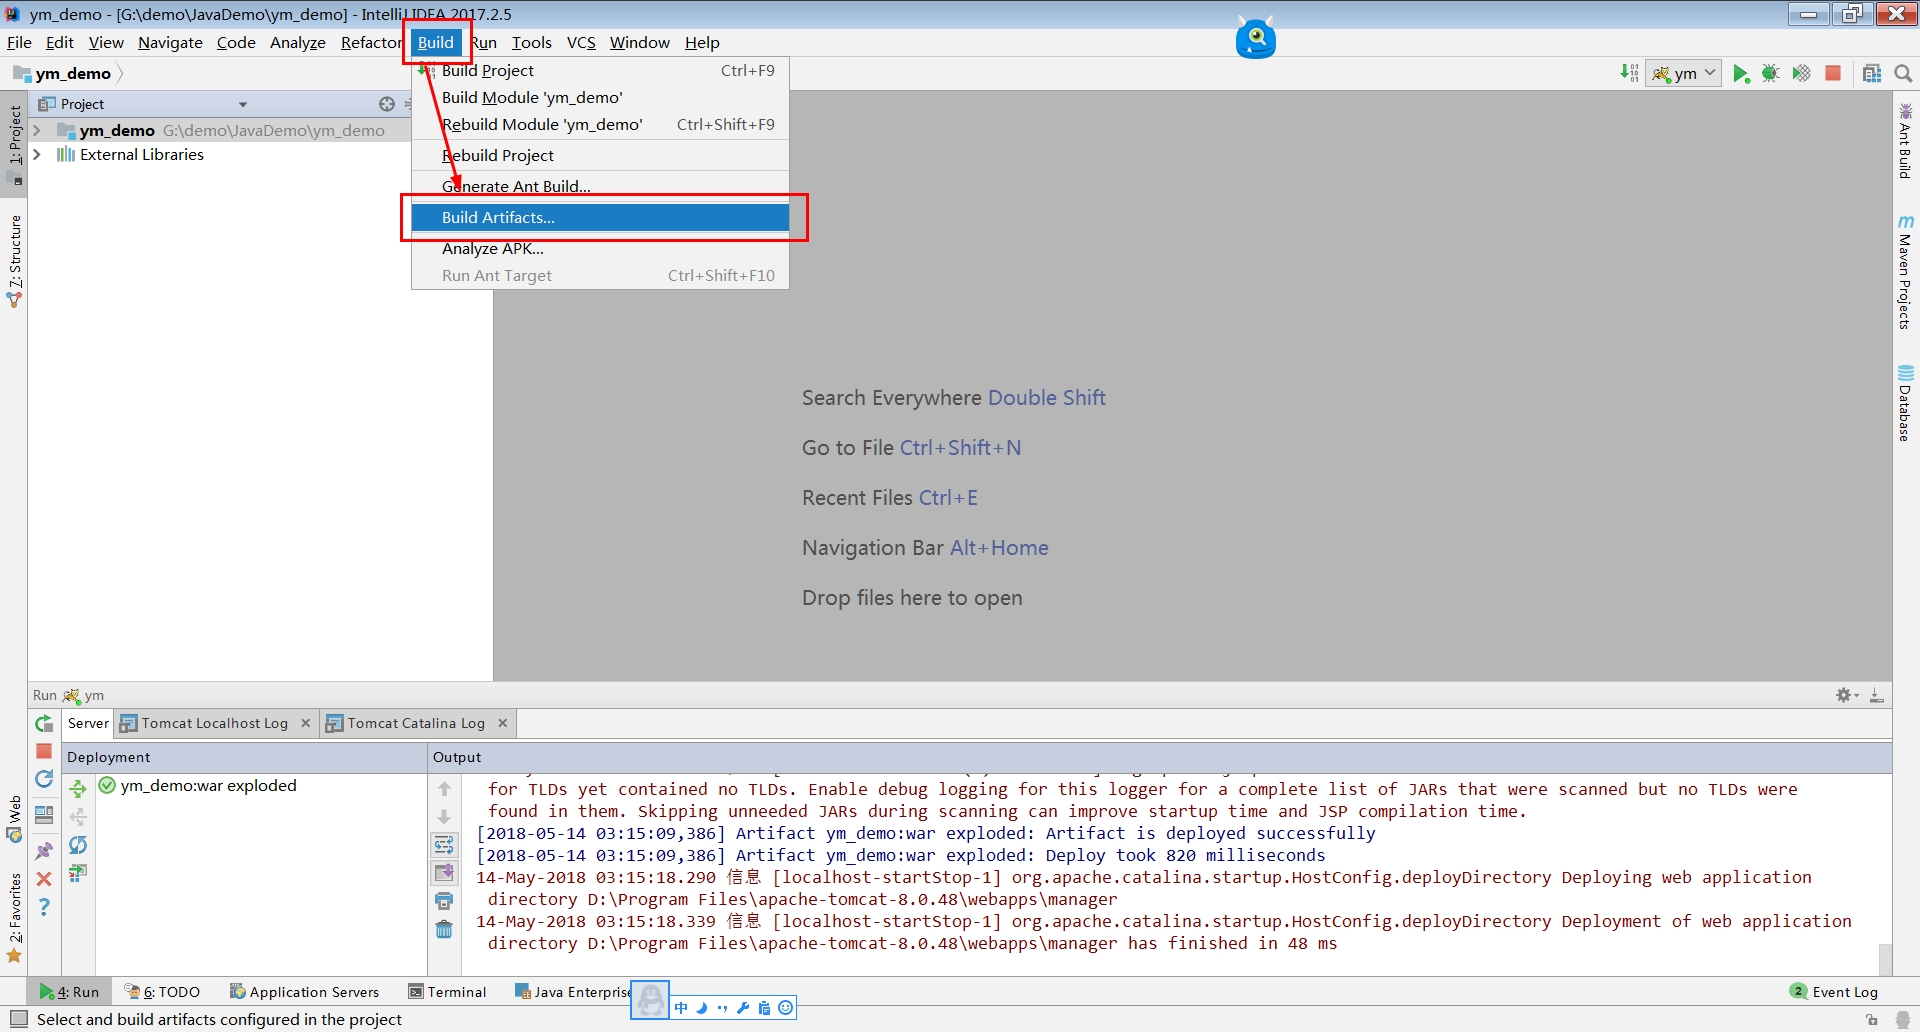 ym_demo - [G:\demo\JavaDemo\ym_demo] - IntelliJ IDEA 2017.2.5
File Edit View Navigate Code Analyze Refactor Build Run Tools VCS Window Help
ym_demo
ym
Project
ym_demo G:\demo\JavaDemo\ym_demo
External Libraries
Build Project Ctrl+F9
Build Module 'ym_demo'
Rebuild Module 'ym_demo' Ctrl+Shift+F9
Rebuild Project
Generate Ant Build...
Build Artifacts...
Analyze APK...
Run Ant Target Ctrl+Shift+F10
1: Project
7: Structure
Web
2: Favorites
Ant Build
m Maven Projects
Database
Search Everywhere Double Shift
Go to File Ctrl+Shift+N
Recent Files Ctrl+E
Navigation Bar Alt+Home
Drop files here to open
Run ym
Server Tomcat Localhost Log Tomcat Catalina Log
Deployment Output
ym_demo:war exploded
for TLDs yet contained no TLDs. Enable debug logging for this logger for a complete list of JARs that were scanned but no TLDs were
found in them. Skipping unneeded JARs during scanning can improve startup time and JSP compilation time.
[2018-05-14 03:15:09,386] Artifact ym_demo:war exploded: Artifact is deployed successfully
[2018-05-14 03:15:09,386] Artifact ym_demo:war exploded: Deploy took 820 milliseconds
14-May-2018 03:15:18.290 信息 [localhost-startStop-1] org.apache.catalina.startup.HostConfig.deployDirectory Deploying web application
directory D:\Program Files\apache-tomcat-8.0.48\webapps\manager
14-May-2018 03:15:18.339 信息 [localhost-startStop-1] org.apache.catalina.startup.HostConfig.deployDirectory Deployment of web application
directory D:\Program Files\apache-tomcat-8.0.48\webapps\manager has finished in 48 ms
4: Run 6: TODO Application Servers Terminal Java Enterprise 2 Event Log
中
Select and build artifacts configured in the project